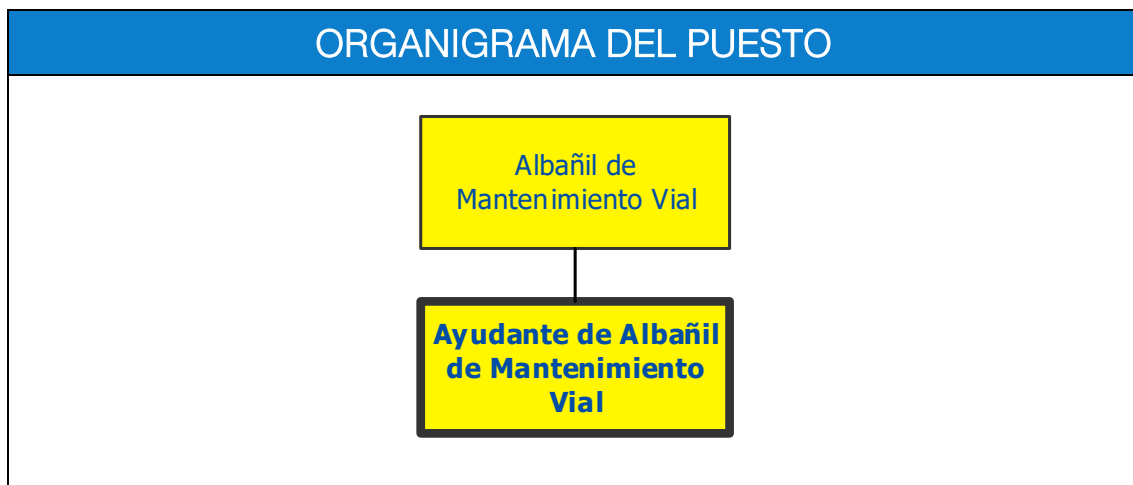 ORGANIGRAMA DEL PUESTO
Albañil de
Mantenimiento Vial
Ayudante de Albañil
de Mantenimiento
Vial